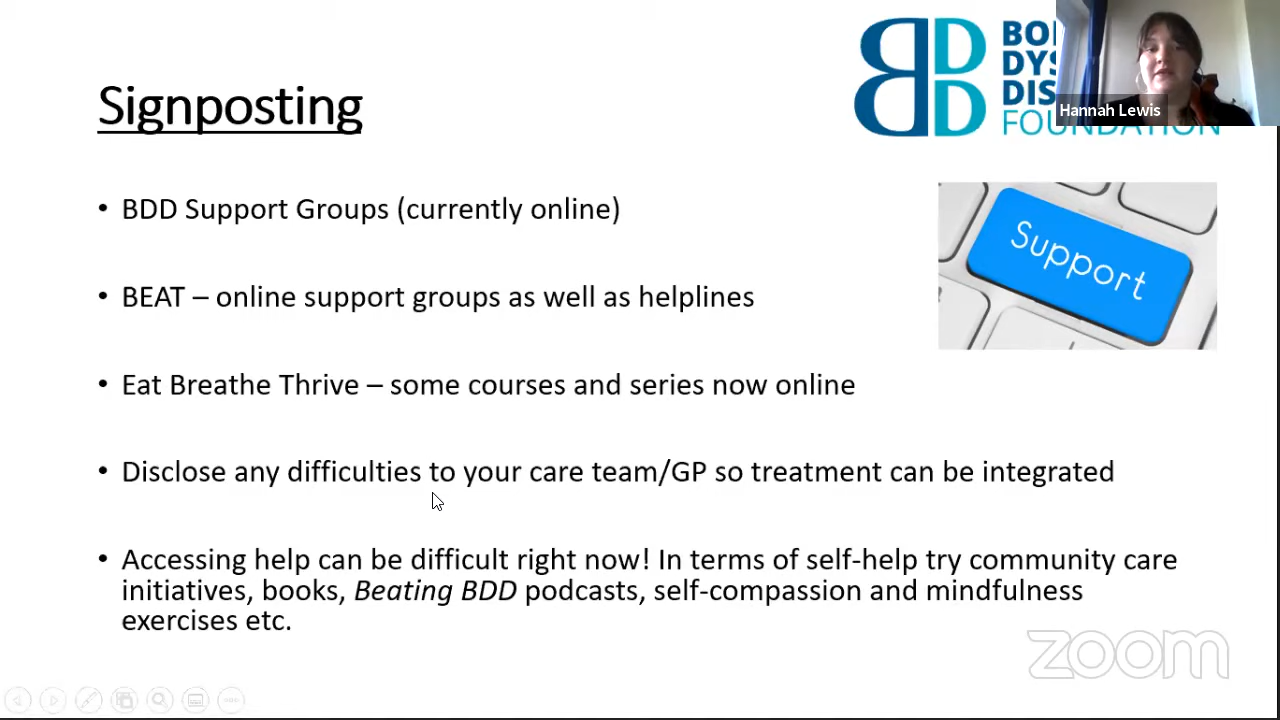 Signposting
BO
DYS
DIS
FOUNDATION
Hannah Lewis
• BDD Support Groups (currently online)
Support
• BEAT – online support groups as well as helplines
• Eat Breathe Thrive – some courses and series now online
• Disclose any difficulties to your care team/GP so treatment can be integrated
• Accessing help can be difficult right now! In terms of self-help try community care
initiatives, books, Beating BDD podcasts, self-compassion and mindfulness
exercises etc.
zoom